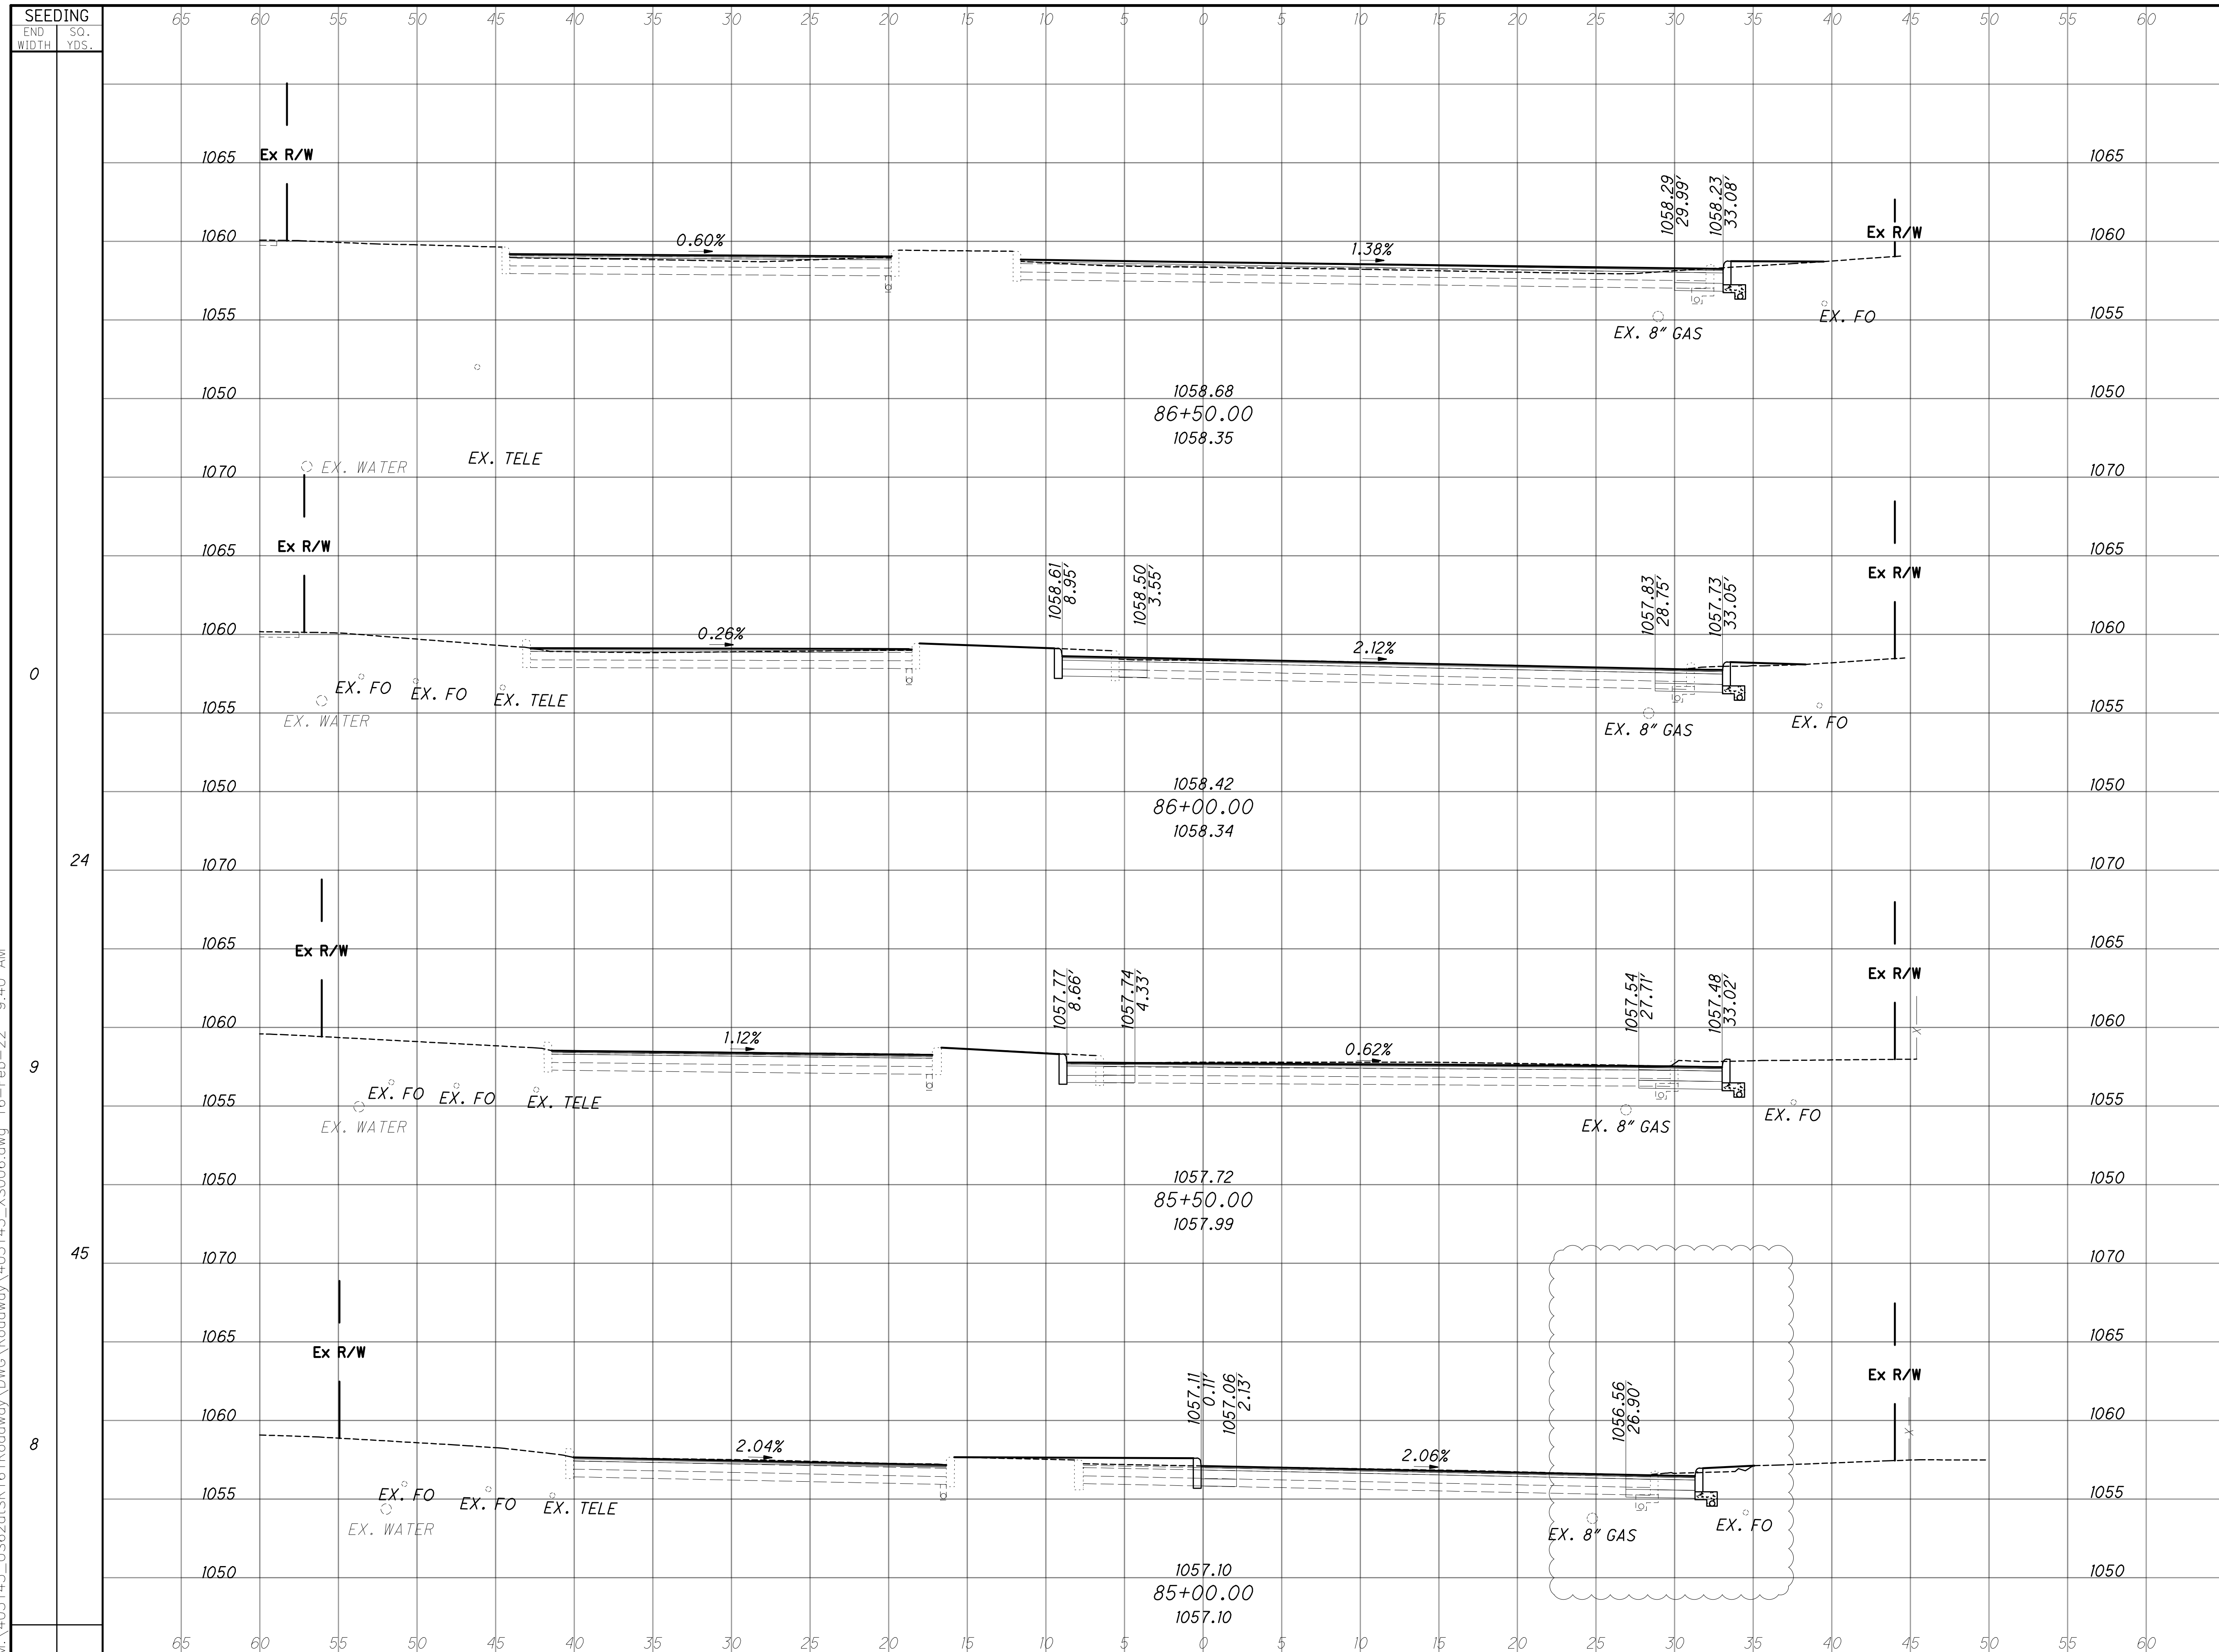 SEEDING
END WIDTH
SQ. YDS.
65 60 55 50 45 40 35 30 25 20 15 10 5 0 5 10 15 20 25 30 35 40 45 50 55 60
1065 Ex R/W 1065
1058.29
29.99'
1058.23
33.08'
1060 0.60% 1.38% Ex R/W 1060
1055 EX. 8" GAS EX. FO 1055
1050 1058.68 1050
86+50.00
1058.35
1070 EX. WATER EX. TELE 1070
1065 Ex R/W Ex R/W 1065
1058.61
8.95'
1058.50
3.55'
1057.83
28.75'
1057.73
33.05'
1060 0.26% 2.12% 1060
0
EX. FO EX. FO EX. TELE
1055 EX. WATER EX. 8" GAS EX. FO 1055
1050 1058.42 1050
86+00.00
1058.34
24
1070 1070
1065 Ex R/W Ex R/W 1065
1057.77
8.66'
1057.74
4.33'
1057.54
27.71'
1057.48
33.02'
1060 1.12% 0.62% X 1060
9
EX. FO EX. FO EX. TELE
1055 EX. WATER EX. 8" GAS EX. FO 1055
1050 1057.72 1050
85+50.00
1057.99
45
1070 1070
1065 Ex R/W Ex R/W 1065
1057.11
0.11'
1057.06
2.13'
1056.56
26.90'
1060 2.04% 2.06% X 1060
8
EX. FO EX. FO EX. TELE
1055 EX. WATER EX. 8" GAS EX. FO 1055
1050 1057.10 1050
85+00.00
1057.10
65 60 55 50 45 40 35 30 25 20 15 10 5 0 5 10 15 20 25 30 35 40 45 50 55 60